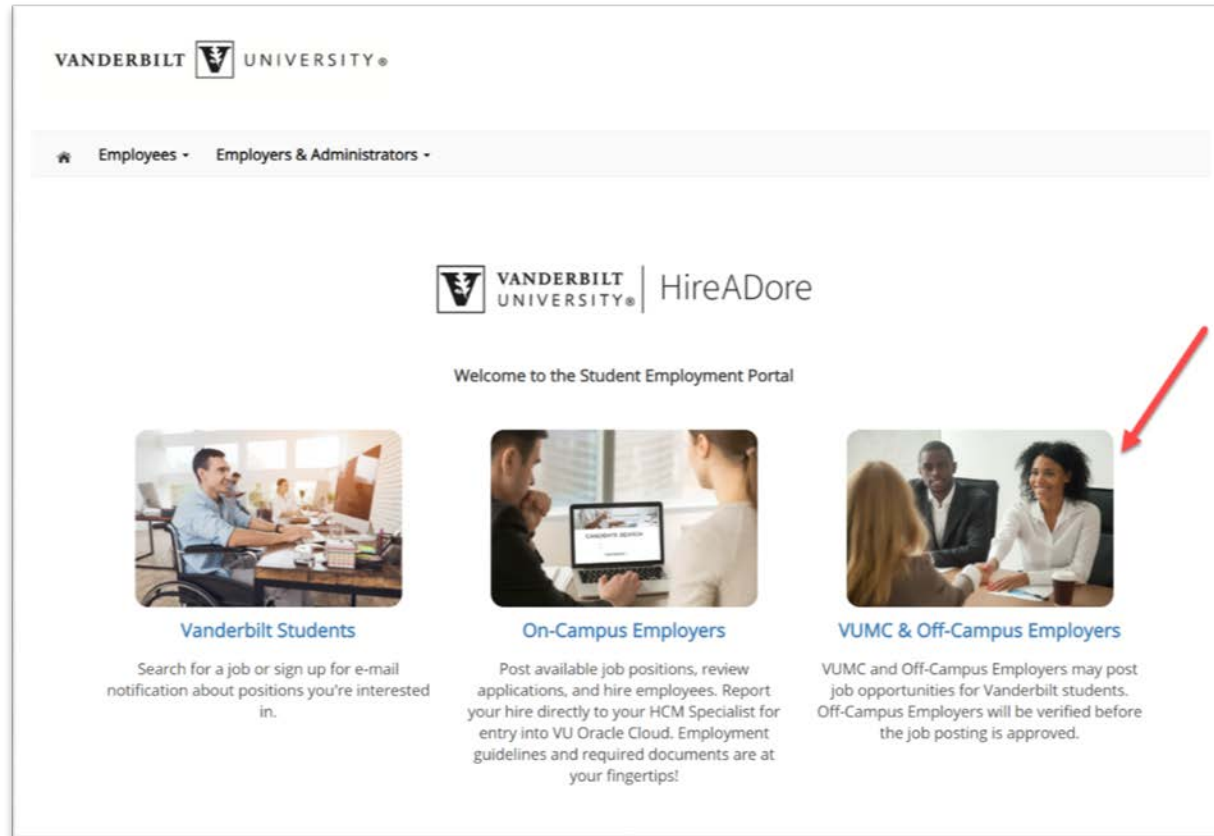 VANDERBILT V UNIVERSITY®
Employees
Employers & Administrators
V VANDERBILT
UNIVERSITY®
HireADore
Welcome to the Student Employment Portal
CANDIDATE SEARCH
Vanderbilt Students
Search for a job or sign up for e-mail
notification about positions you're interested
in.
On-Campus Employers
Post available job positions, review
applications, and hire employees. Report
your hire directly to your HCM Specialist for
entry into VU Oracle Cloud. Employment
guidelines and required documents are at
your fingertips!
VUMC & Off-Campus Employers
VUMC and Off-Campus Employers may post
job opportunities for Vanderbilt students.
Off-Campus Employers will be verified before
the job posting is approved.